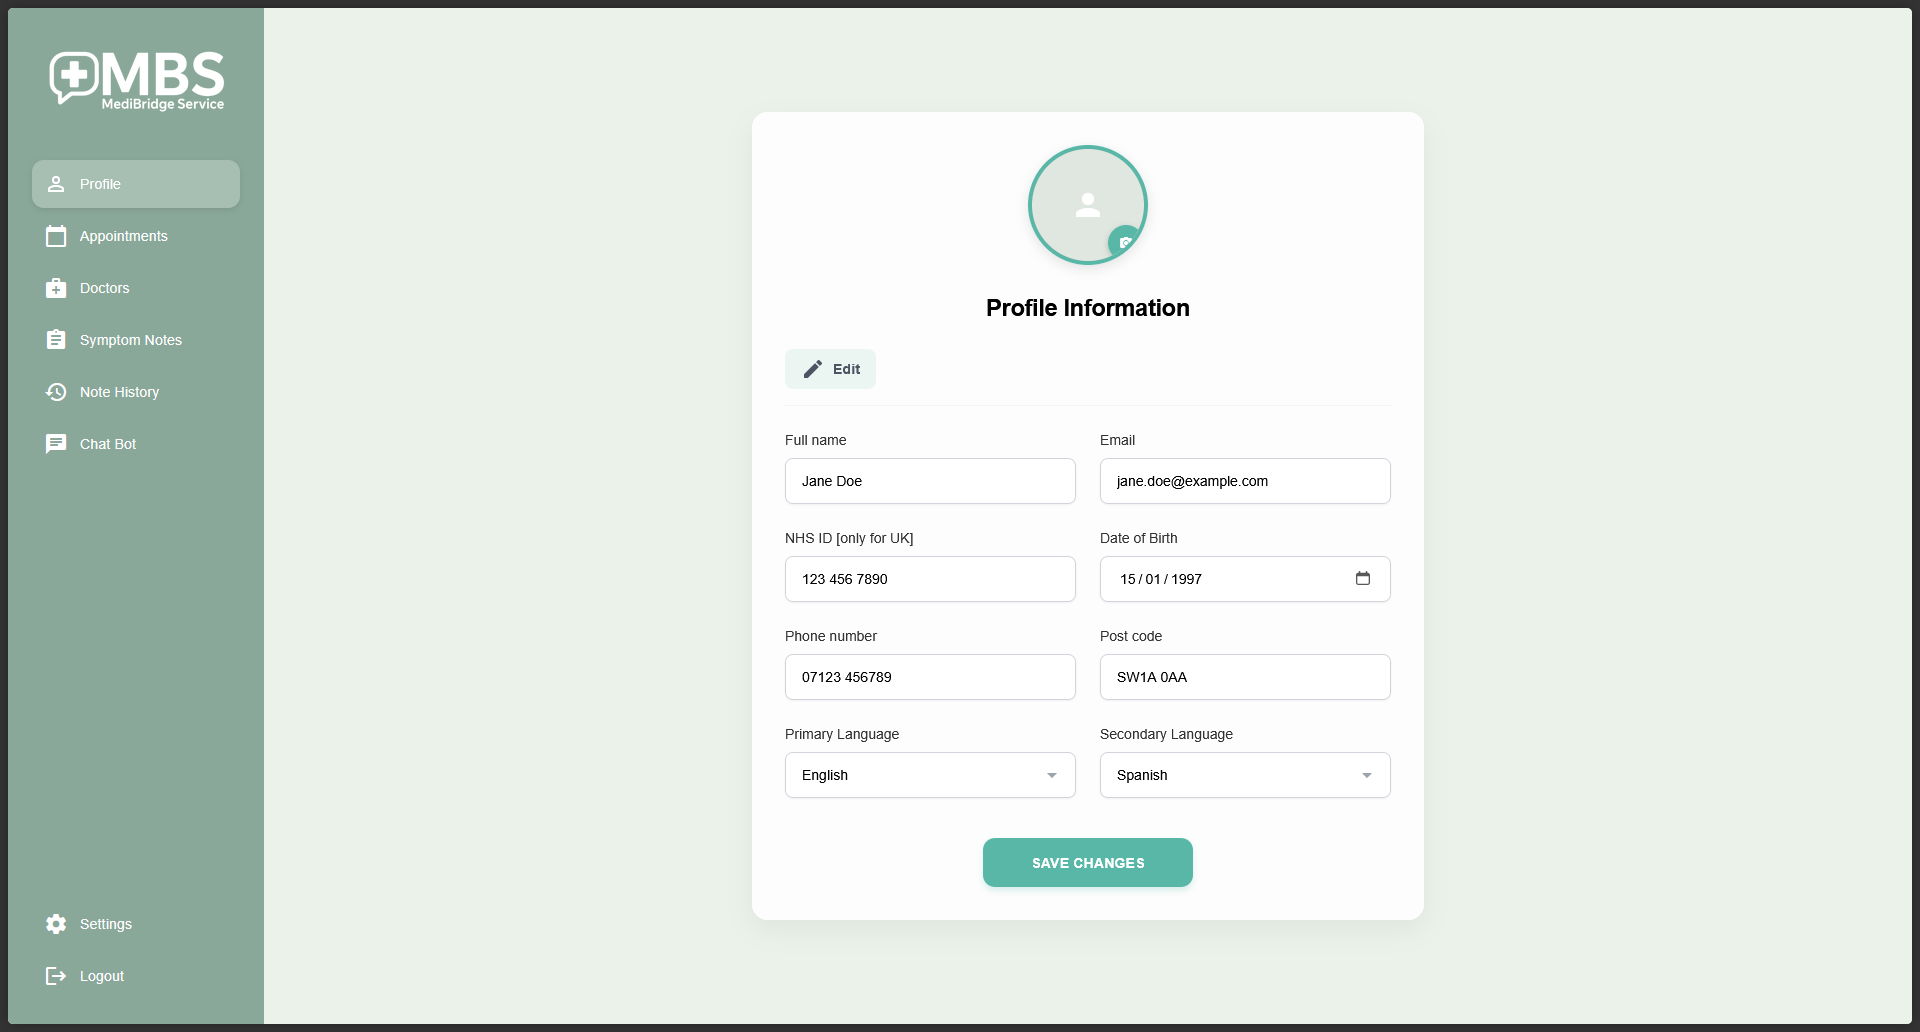 MBS
MediBridge Service
Profile
Appointments
Doctors
Symptom Notes
Note History
Chat Bot
Settings
Logout
Profile Information
Edit
Full name
Jane Doe
Email
jane.doe@example.com
NHS ID [only for UK]
123 456 7890
Date of Birth
15 / 01 / 1997
Phone number
07123 456789
Post code
SW1A 0AA
Primary Language
English
Secondary Language
Spanish
SAVE CHANGES